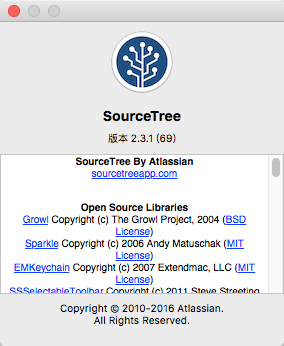 SourceTree
版本 2.3.1 (69)
SourceTree By Atlassian
sourcetreeapp.com
Open Source Libraries
Growl Copyright (c) The Growl Project, 2004 (BSD
License)
Sparkle Copyright (c) 2006 Andy Matuschak (MIT
License)
EMKeychain Copyright (c) 2007 Extendmac, LLC (MIT
License)
SSSelectableToolbar Copyright (c) 2011 Steve Streeting
Copyright © 2010-2016 Atlassian.
All Rights Reserved.